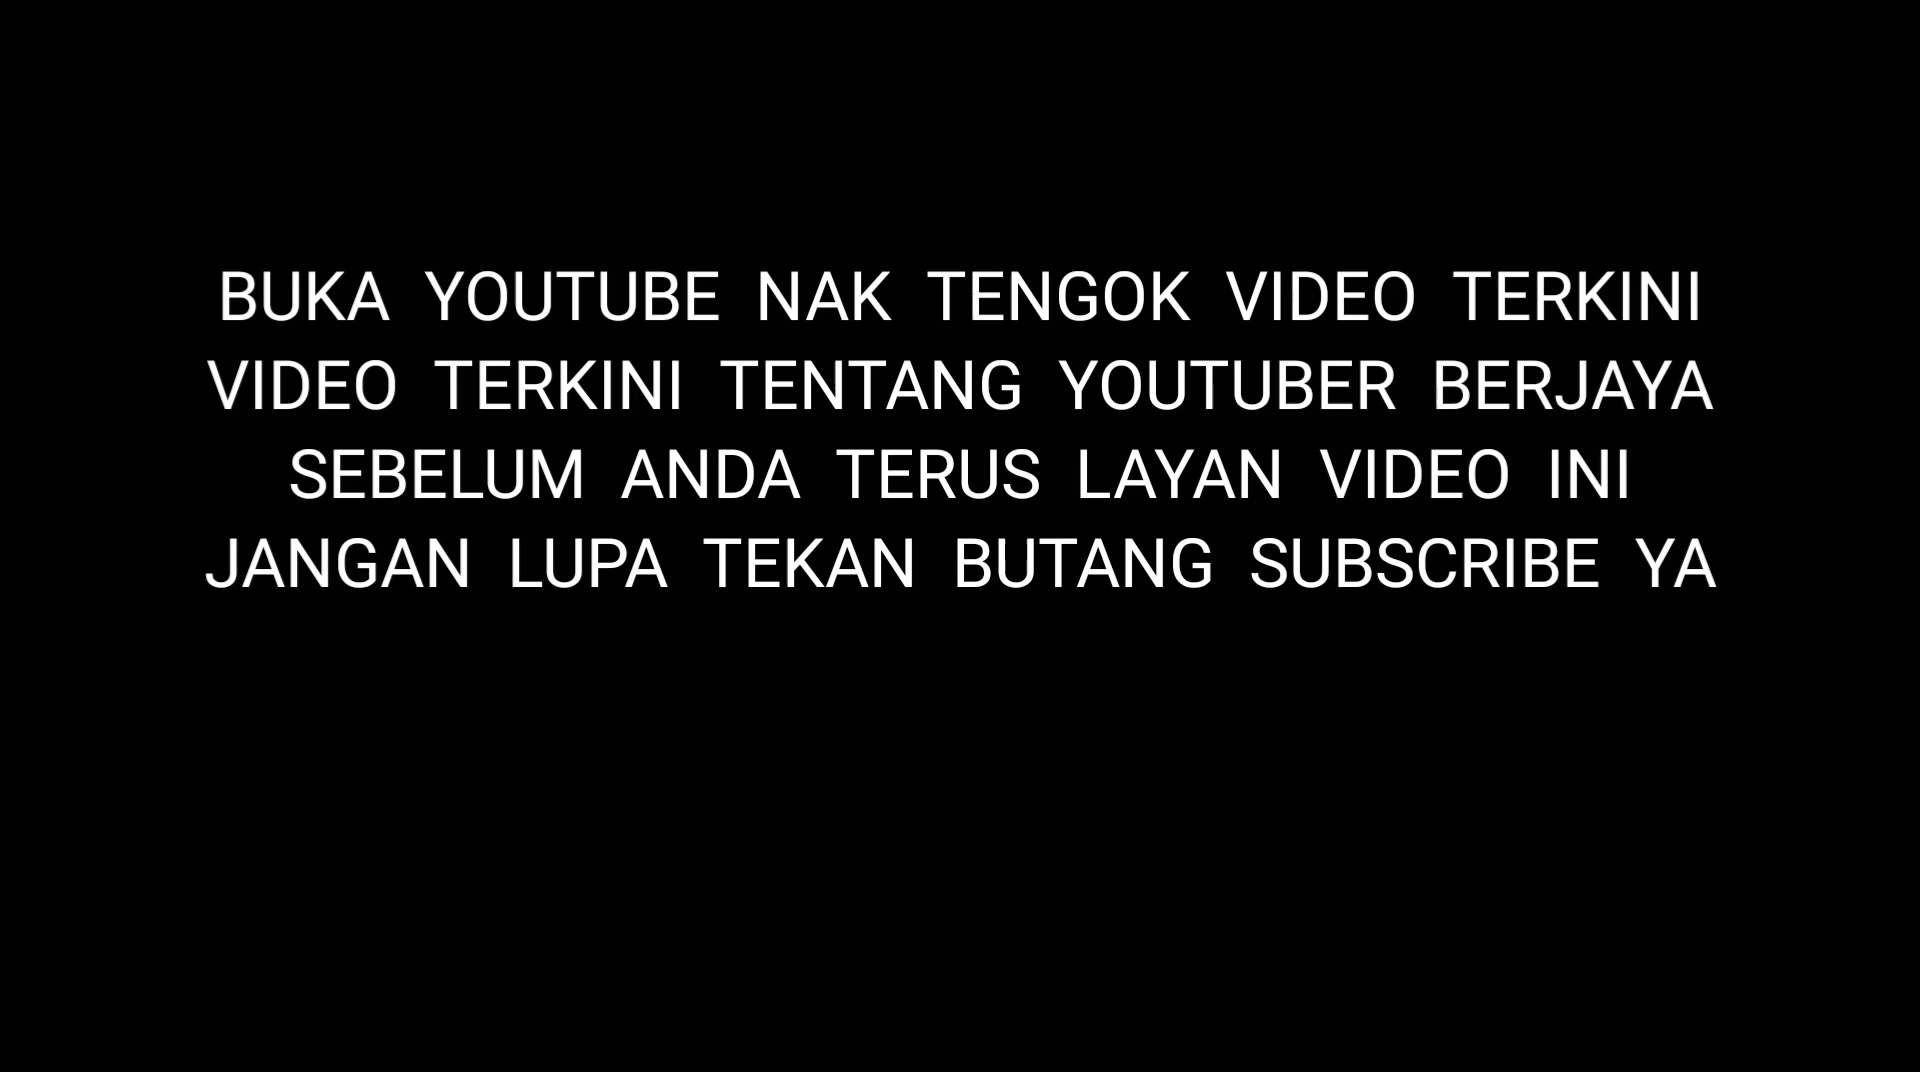 BUKA YOUTUBE NAK TENGOK VIDEO TERKINI
VIDEO TERKINI TENTANG YOUTUBER BERJAYA
SEBELUM ANDA TERUS LAYAN VIDEO INI
JANGAN LUPA TEKAN BUTANG SUBSCRIBE YA